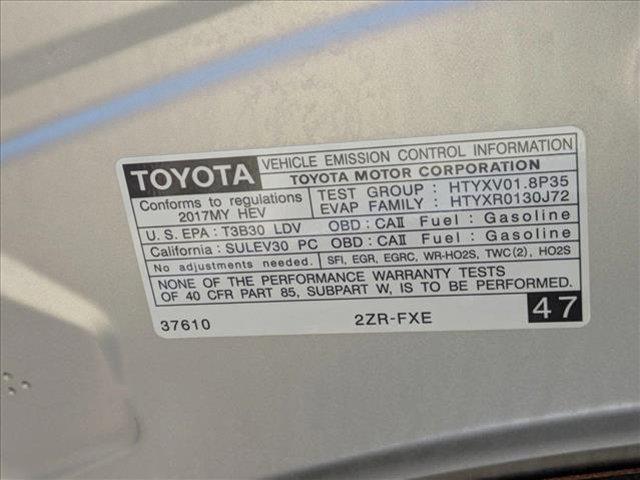 TOYOTA
VEHICLE EMISSION CONTROL INFORMATION
TOYOTA MOTOR CORPORATION
Conforms to regulations
2017MY HEV
TEST GROUP : HTYXV01.8P35
EVAP FAMILY : HTYXR0130J72
U.S. EPA : T3B30 LDV OBD : CAII Fuel : Gasoline
California : SULEV30 PC OBD : CAII Fuel : Gasoline
No adjustments needed. SFI, EGR, EGRC, WR-HO2S, TWC(2), HO2S
NONE OF THE PERFORMANCE WARRANTY TESTS
OF 40 CFR PART 85, SUBPART W, IS TO BE PERFORMED.
37610 2ZR-FXE 47